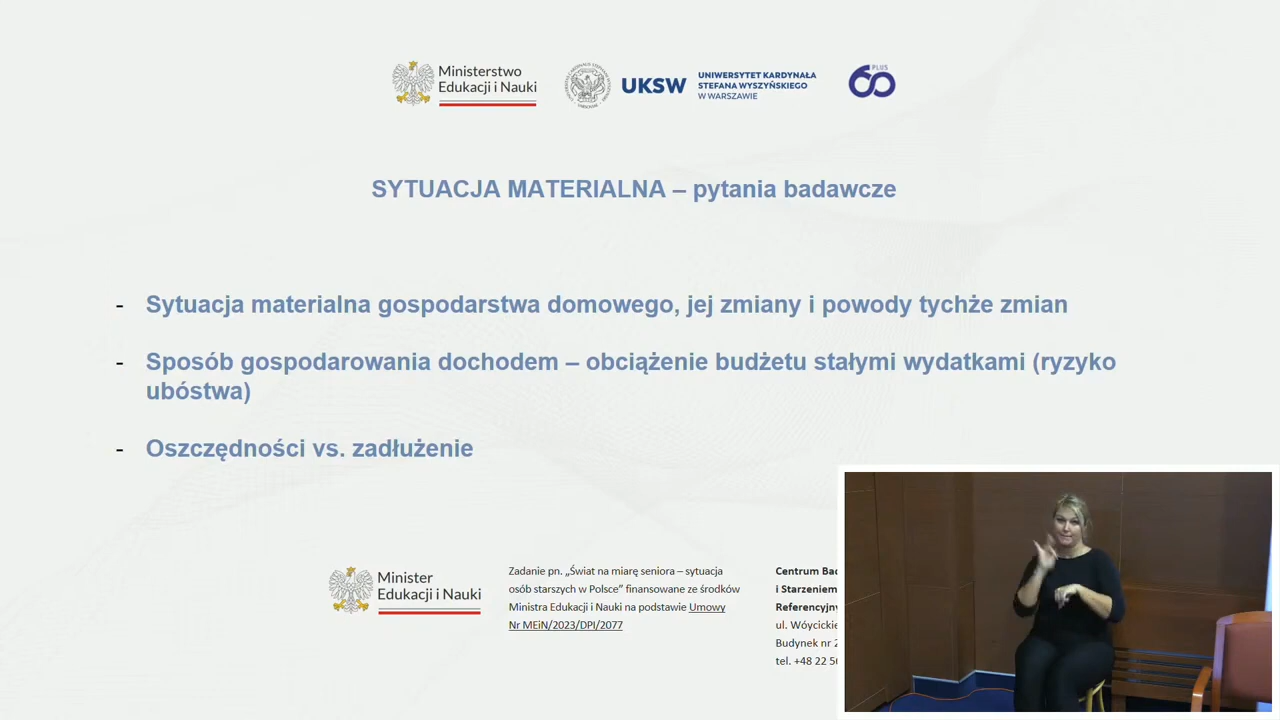 Ministerstwo
Edukacji i Nauki
UKSW
UNIWERSYTET KARDYNAŁA
STEFANA WYSZYŃSKIEGO
W WARSZAWIE
60
PLUS
SYTUACJA MATERIALNA – pytania badawcze
- Sytuacja materialna gospodarstwa domowego, jej zmiany i powody tychże zmian
- Sposób gospodarowania dochodem – obciążenie budżetu stałymi wydatkami (ryzyko
ubóstwa)
- Oszczędności vs. zadłużenie
Minister
Edukacji i Nauki
Zadanie pn. „Świat na miarę seniora – sytuacja
osób starszych w Polsce” finansowane ze środków
Ministra Edukacji i Nauki na podstawie Umowy
Nr MEiN/2023/DPI/2077
Centrum Bad
i Starzeniem
Referencyjny
ul. Wóycickie
Budynek nr 2
tel. +48 22 56